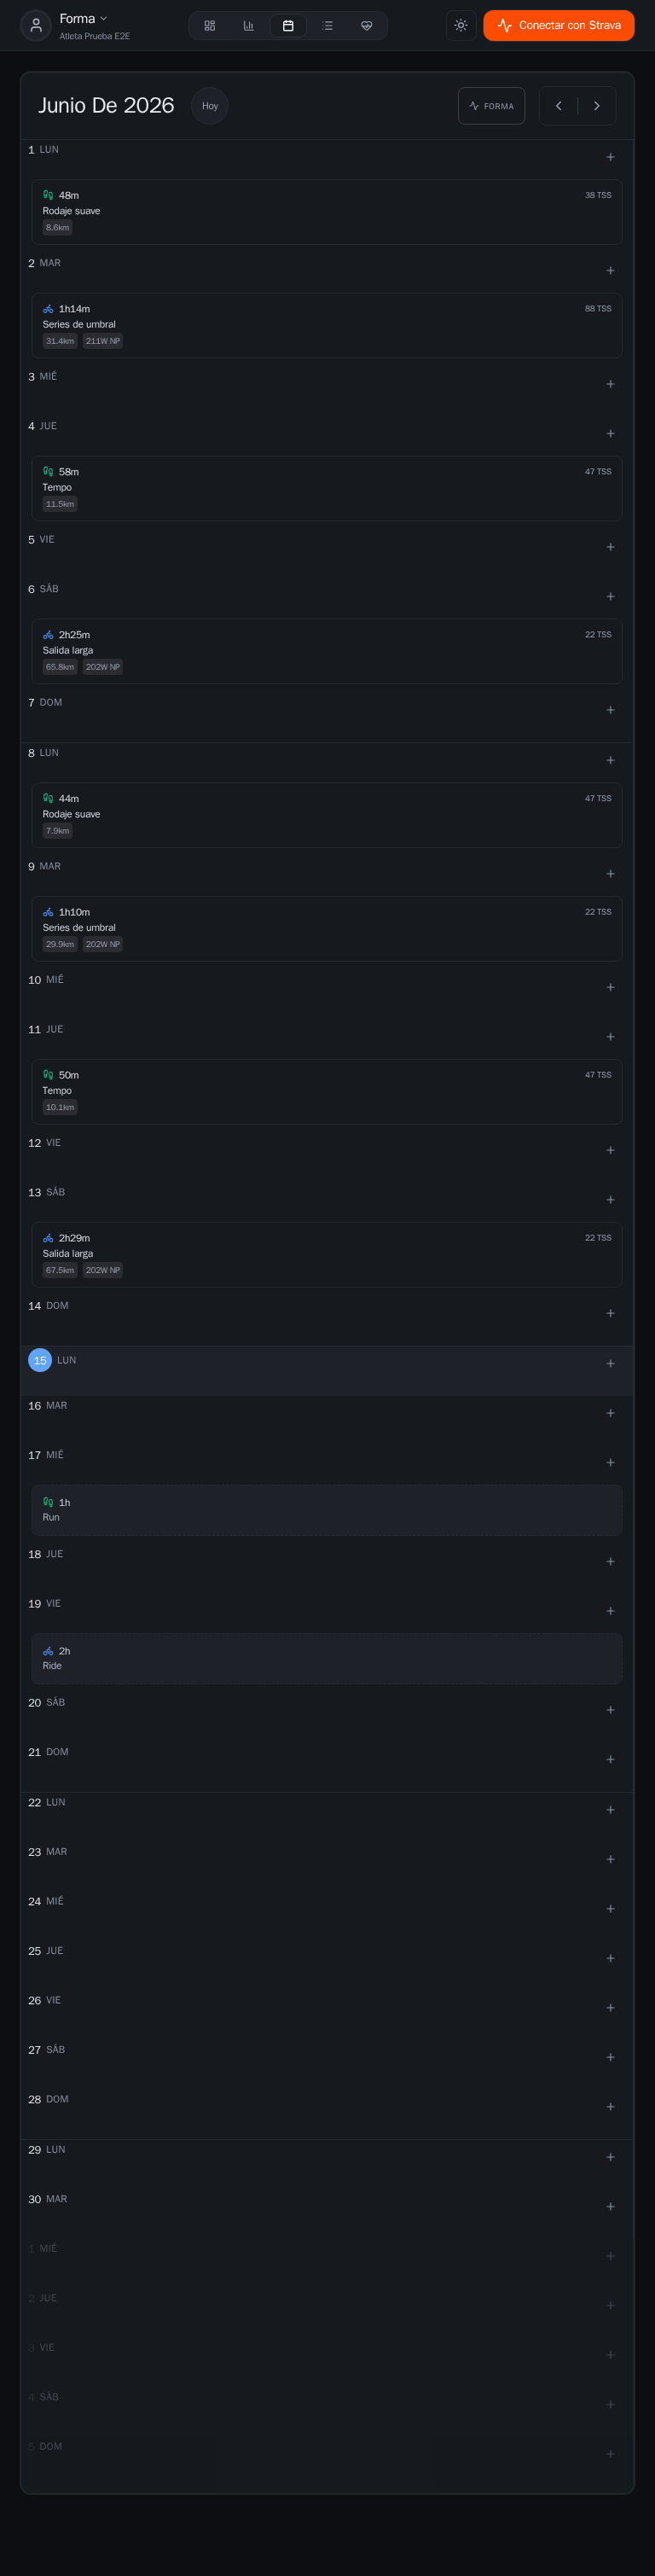 Forma
Atleta Prueba E2E
Conectar con Strava
Junio De 2026
Hoy
FORMA
1 LUN
48m
38 TSS
Rodaje suave
8.6km
2 MAR
1h14m
88 TSS
Series de umbral
31.4km 211W NP
3 MIÉ
4 JUE
58m
47 TSS
Tempo
11.5km
5 VIE
6 SÁB
2h25m
22 TSS
Salida larga
65.8km 202W NP
7 DOM
8 LUN
44m
47 TSS
Rodaje suave
7.9km
9 MAR
1h10m
22 TSS
Series de umbral
29.9km 202W NP
10 MIÉ
11 JUE
50m
47 TSS
Tempo
10.1km
12 VIE
13 SÁB
2h29m
22 TSS
Salida larga
67.5km 202W NP
14 DOM
15 LUN
16 MAR
17 MIÉ
1h
Run
18 JUE
19 VIE
2h
Ride
20 SÁB
21 DOM
22 LUN
23 MAR
24 MIÉ
25 JUE
26 VIE
27 SÁB
28 DOM
29 LUN
30 MAR
1 MIÉ
2 JUE
3 VIE
4 SÁB
5 DOM